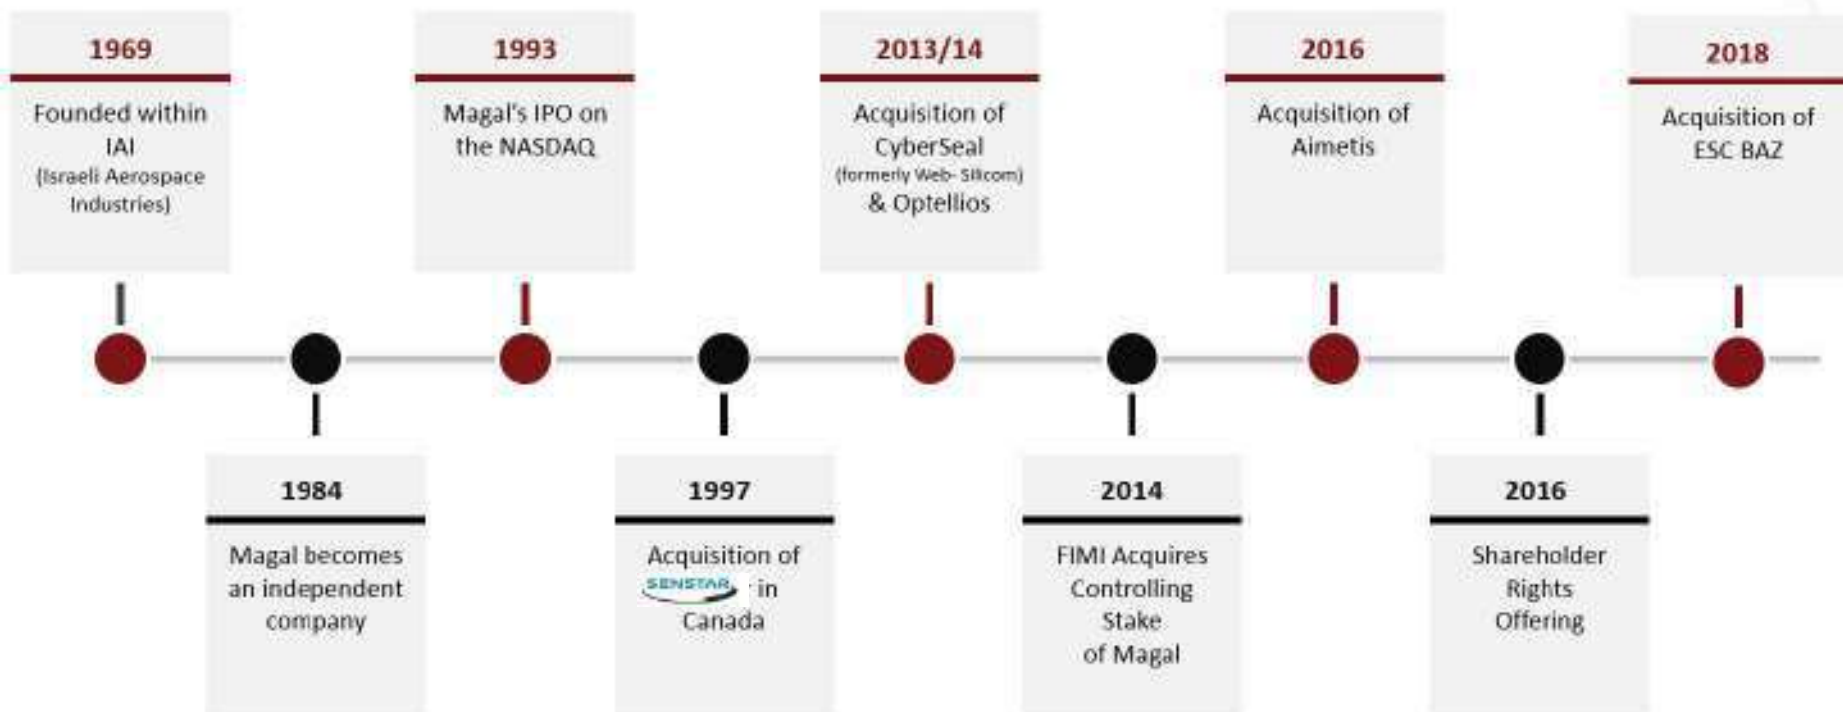 1969
Founded within
IAI
(Israeli Aerospace
Industries)
1984
Magal becomes
an independent
company
1993
Magal's IPO on
the NASDAQ
1997
Acquisition of
SENSTAR in
Canada
2013/14
Acquisition of
CyberSeal
(formerly Web- Silicom)
& Optellios
2014
FIMI Acquires
Controlling
Stake
of Magal
2016
Acquisition of
Aimetis
2016
Shareholder
Rights
Offering
2018
Acquisition of
ESC BAZ